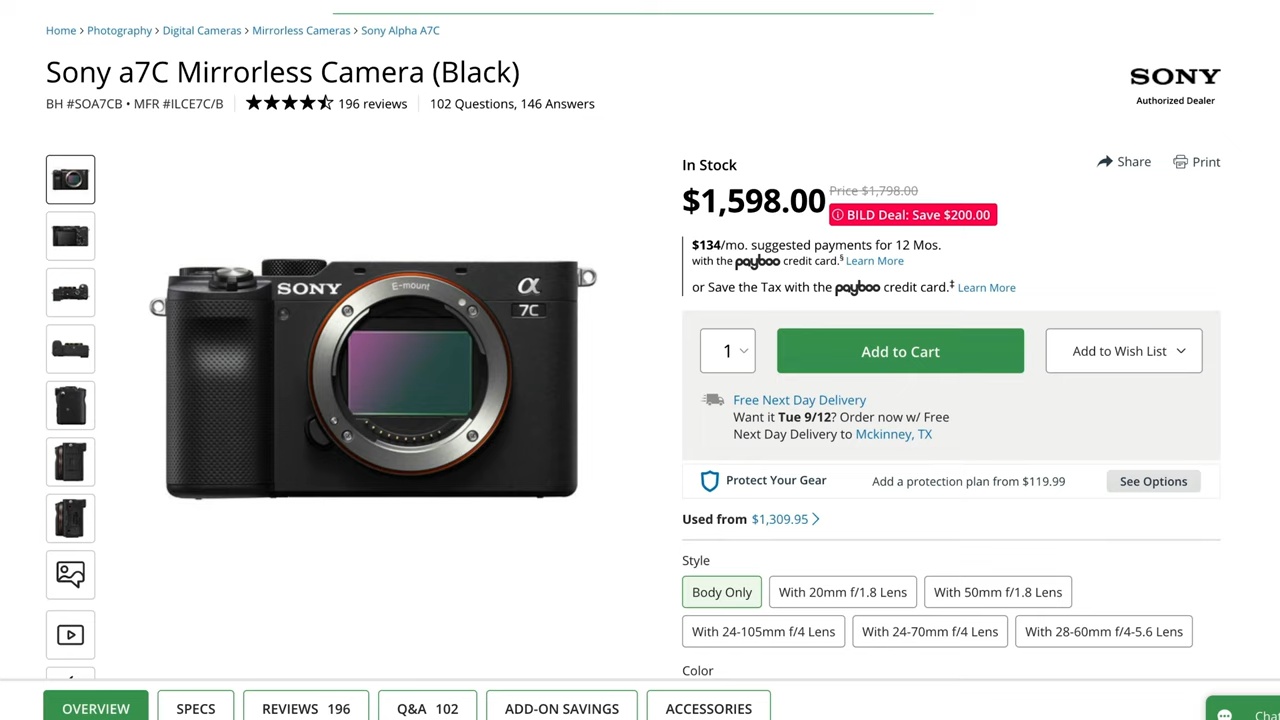 Home > Photography > Digital Cameras > Mirrorless Cameras > Sony Alpha A7C
Sony a7C Mirrorless Camera (Black)
BH #SOA7CB • MFR #ILCE7C/B
196 reviews
102 Questions, 146 Answers
SONY
Authorized Dealer
In Stock
Share
Print
$1,598.00
Price $1,798.00
BILD Deal: Save $200.00
$134/mo. suggested payments for 12 Mos.
with the payboo credit card.§ Learn More
or Save the Tax with the payboo credit card.‡ Learn More
SONY
E-mount
α
7C
1
Add to Cart
Add to Wish List
Free Next Day Delivery
Want it Tue 9/12? Order now w/ Free
Next Day Delivery to Mckinney, TX
Protect Your Gear
Add a protection plan from $119.99
See Options
Used from $1,309.95 >
Style
Body Only
With 20mm f/1.8 Lens
With 50mm f/1.8 Lens
With 24-105mm f/4 Lens
With 24-70mm f/4 Lens
With 28-60mm f/4-5.6 Lens
Color
OVERVIEW
SPECS
REVIEWS 196
Q&A 102
ADD-ON SAVINGS
ACCESSORIES